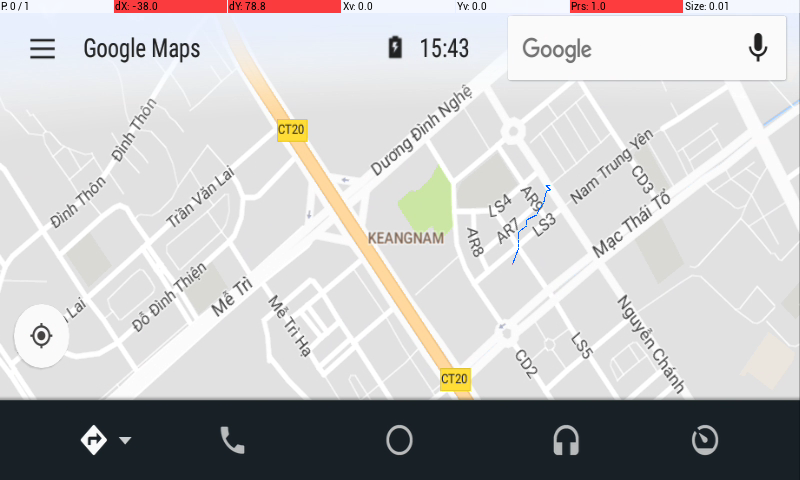 P: 0 / 1 dX: -38.0 dY: 78.8 Xv: 0.0 Yv: 0.0 Prs: 1.0 Size: 0.01
Google Maps 15:43 Google
Dương Đình Nghệ
CT20
Đình Thôn
Nam Trung Yên
Trần Văn Lai
CD3
Đình Thôn
LS4
AR9
Mạc Thái Tổ
AR7
LS3
KEANGNAM
AR8
Đỗ Đình Thiện
Mễ Trì
Lai
Mễ Trì Hạ
Nguyễn Chánh
LS5
CD2
CT20